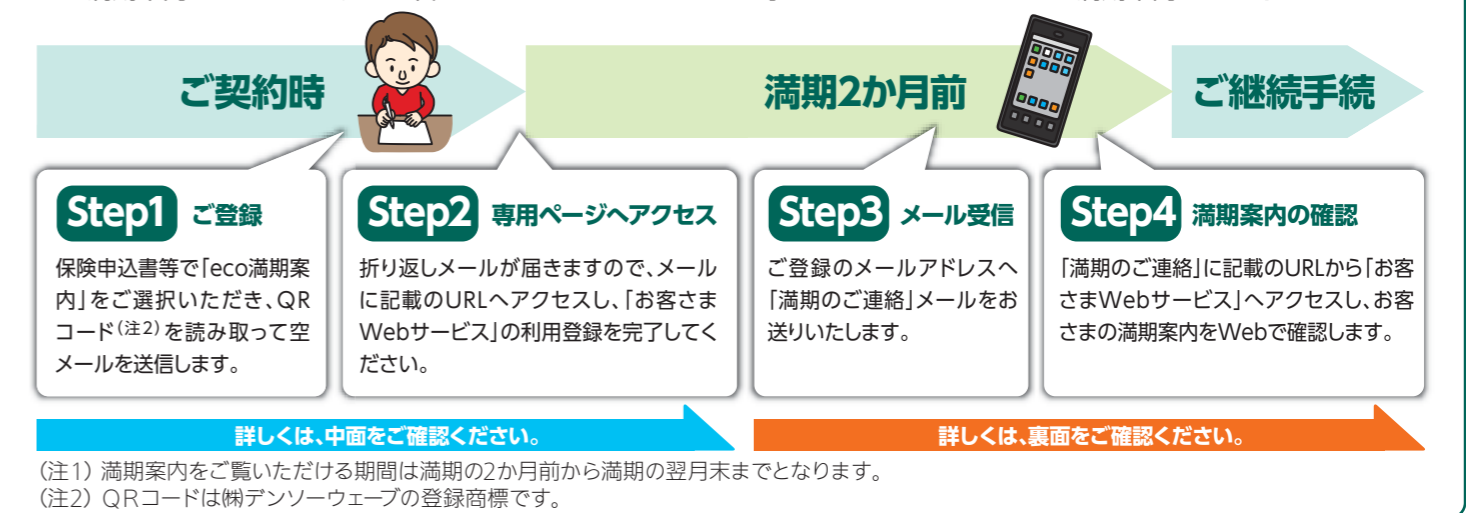 ご契約時
満期2か月前
ご継続手続
Step1 ご登録
保険申込書等で「eco満期案
内」をご選択いただき、QR
コード(注2)を読み取って空
メールを送信します。
Step2 専用ページへアクセス
折り返しメールが届きますので、メール
に記載のURLへアクセスし、「お客さま
Webサービス」の利用登録を完了してく
ださい。
Step3 メール受信
ご登録のメールアドレスへ
「満期のご連絡」メールをお
送りいたします。
Step4 満期案内の確認
「満期のご連絡」に記載のURLから「お客
さまWebサービス」へアクセスし、お客
さまの満期案内をWebで確認します。
詳しくは、中面をご確認ください。
詳しくは、裏面をご確認ください。
(注1) 満期案内をご覧いただける期間は満期の2か月前から満期の翌月末までとなります。
(注2) QRコードは㈱デンソーウェーブの登録商標です。